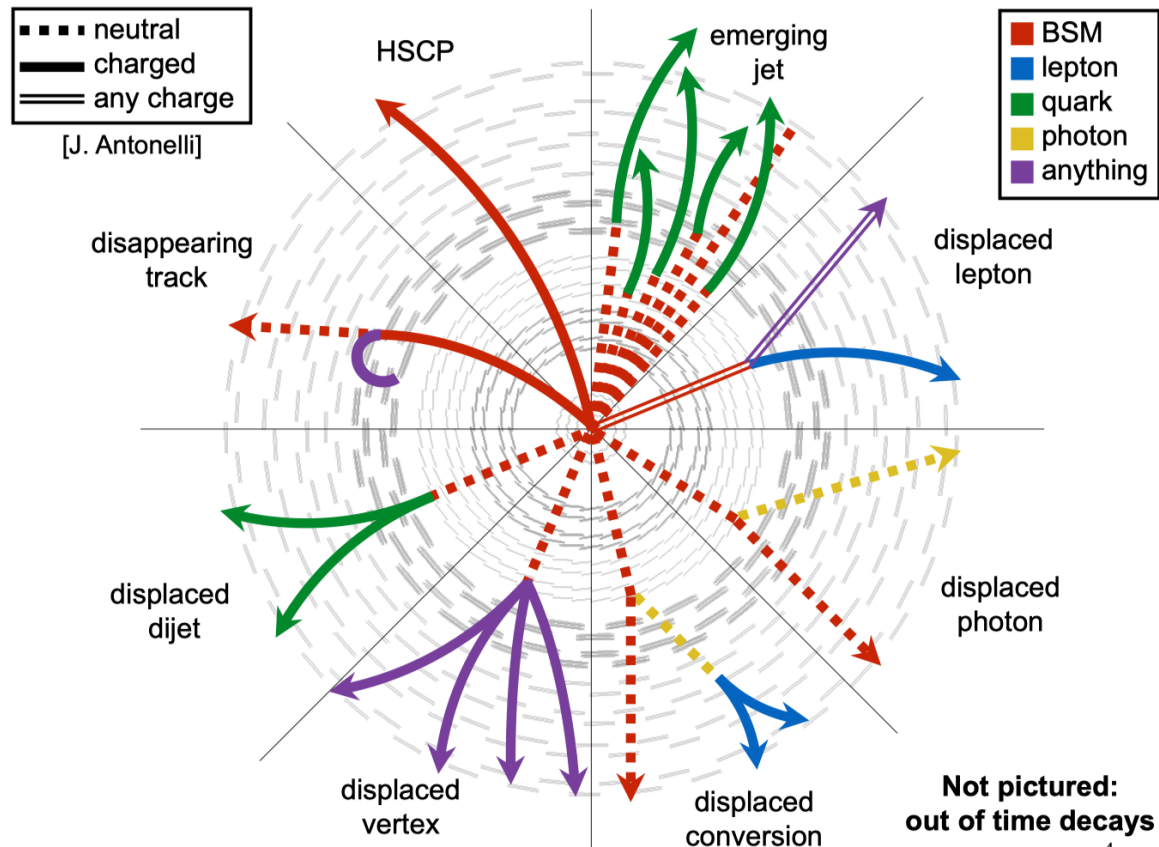 neutral
charged
any charge
[J. Antonelli]
HSCP
emerging
jet
BSM
lepton
quark
photon
anything
disappearing
track
displaced
lepton
displaced
dijet
displaced
photon
displaced
vertex
displaced
conversion
Not pictured:
out of time decays